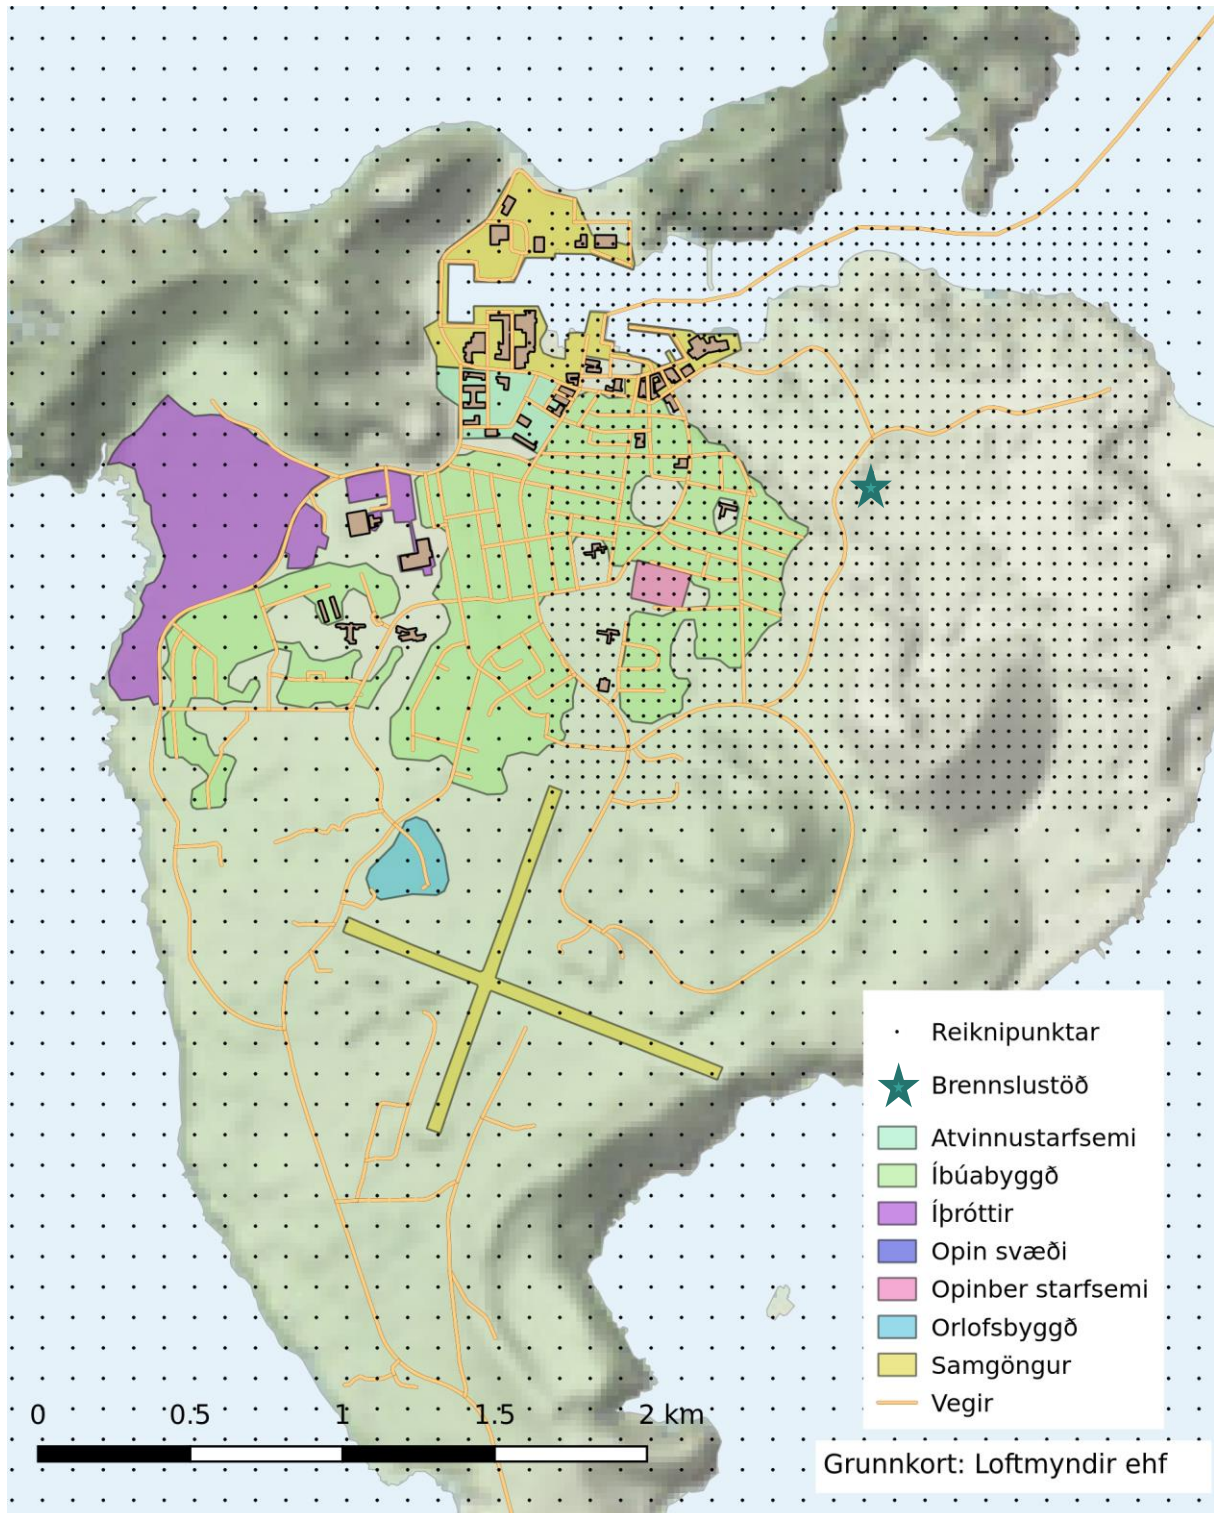 Reiknipunktar
Brennslustöð
Atvinnustarfsemi
Íbúabyggð
Íþróttir
Opin svæði
Opinber starfsemi
Orlofsbyggð
Samgöngur
Vegir
0 0.5 1 1.5 2 km
Grunnkort: Loftmyndir ehf